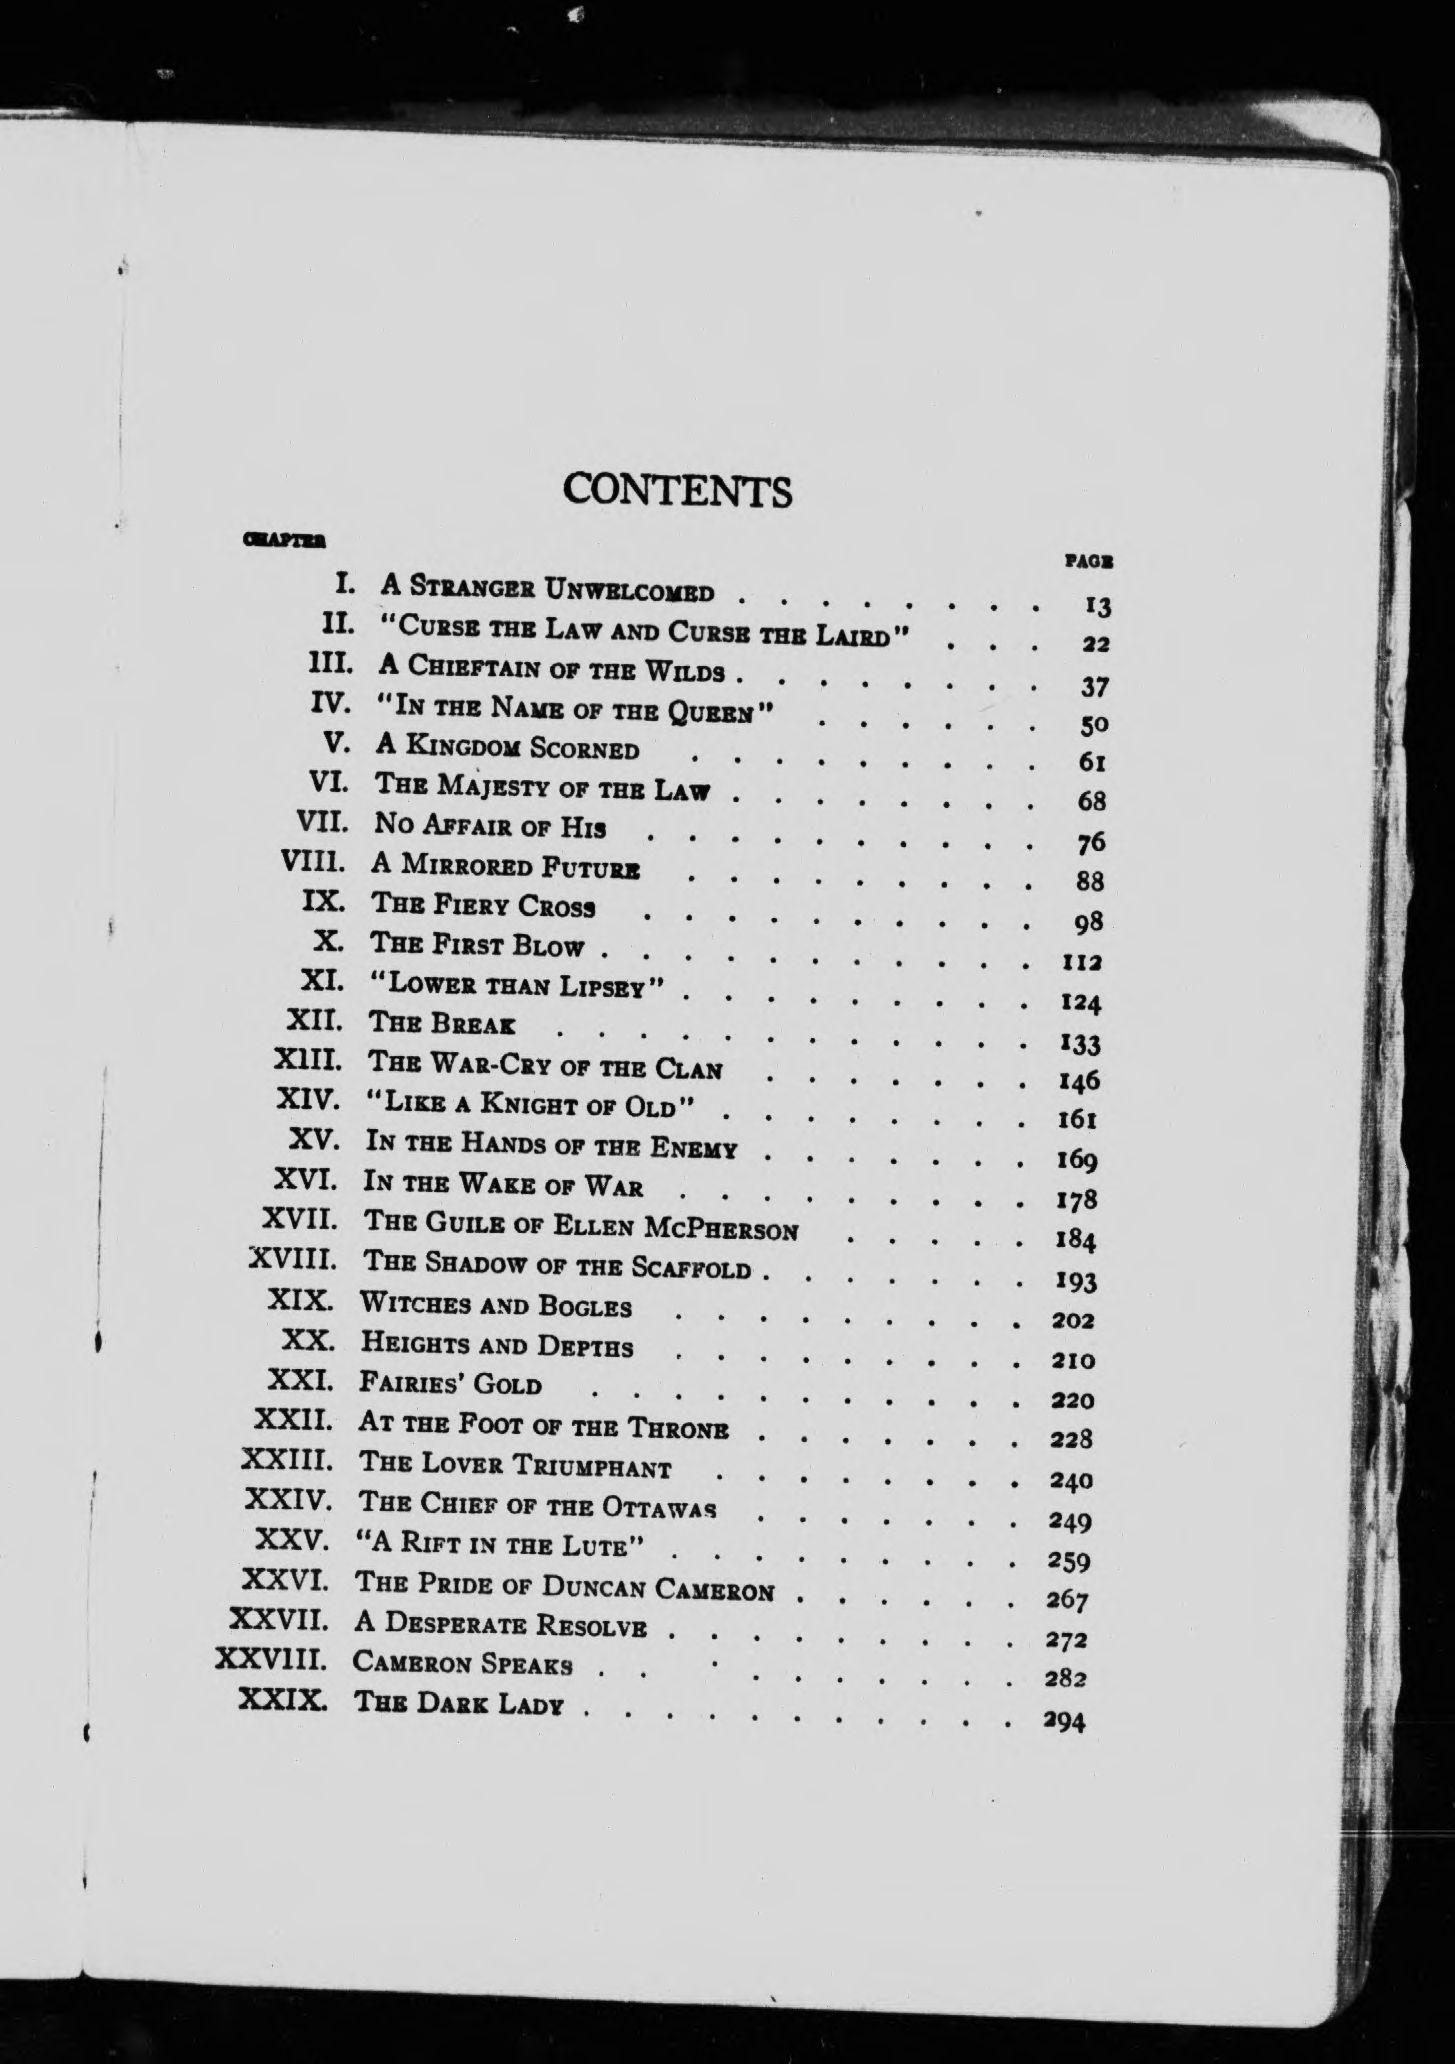 CONTENTS
CHAPTER PAGE
I. A STRANGER UNWELCOMED . . . . . . . . 13
II. "CURSE THE LAW AND CURSE THE LAIRD" . . . 22
III. A CHIEFTAIN OF THE WILDS . . . . . . . . 37
IV. "IN THE NAME OF THE QUEEN" . . . . . . 50
V. A KINGDOM SCORNED . . . . . . . . . 61
VI. THE MAJESTY OF THE LAW . . . . . . . . 68
VII. NO AFFAIR OF HIS . . . . . . . . . . 76
VIII. A MIRRORED FUTURE . . . . . . . . . 88
IX. THE FIERY CROSS . . . . . . . . . . 98
X. THE FIRST BLOW . . . . . . . . . . . 112
XI. "LOWER THAN LIPSEY" . . . . . . . . . 124
XII. THE BREAK . . . . . . . . . . . . 133
XIII. THE WAR-CRY OF THE CLAN . . . . . . . 146
XIV. "LIKE A KNIGHT OF OLD" . . . . . . . . 161
XV. IN THE HANDS OF THE ENEMY . . . . . . . 169
XVI. IN THE WAKE OF WAR . . . . . . . . . 178
XVII. THE GUILE OF ELLEN MCPHERSON . . . . . 184
XVIII. THE SHADOW OF THE SCAFFOLD . . . . . . . 193
XIX. WITCHES AND BOGLES . . . . . . . . . 202
XX. HEIGHTS AND DEPTHS . . . . . . . . . 210
XXI. FAIRIES' GOLD . . . . . . . . . . . 220
XXII. AT THE FOOT OF THE THRONE . . . . . . . 228
XXIII. THE LOVER TRIUMPHANT . . . . . . . . 240
XXIV. THE CHIEF OF THE OTTAWAS . . . . . . . 249
XXV. "A RIFT IN THE LUTE" . . . . . . . . . 259
XXVI. THE PRIDE OF DUNCAN CAMERON . . . . . . 267
XXVII. A DESPERATE RESOLVE . . . . . . . . . 272
XXVIII. CAMERON SPEAKS . . . . . . . . . . 282
XXIX. THE DARK LADY . . . . . . . . . . . 294